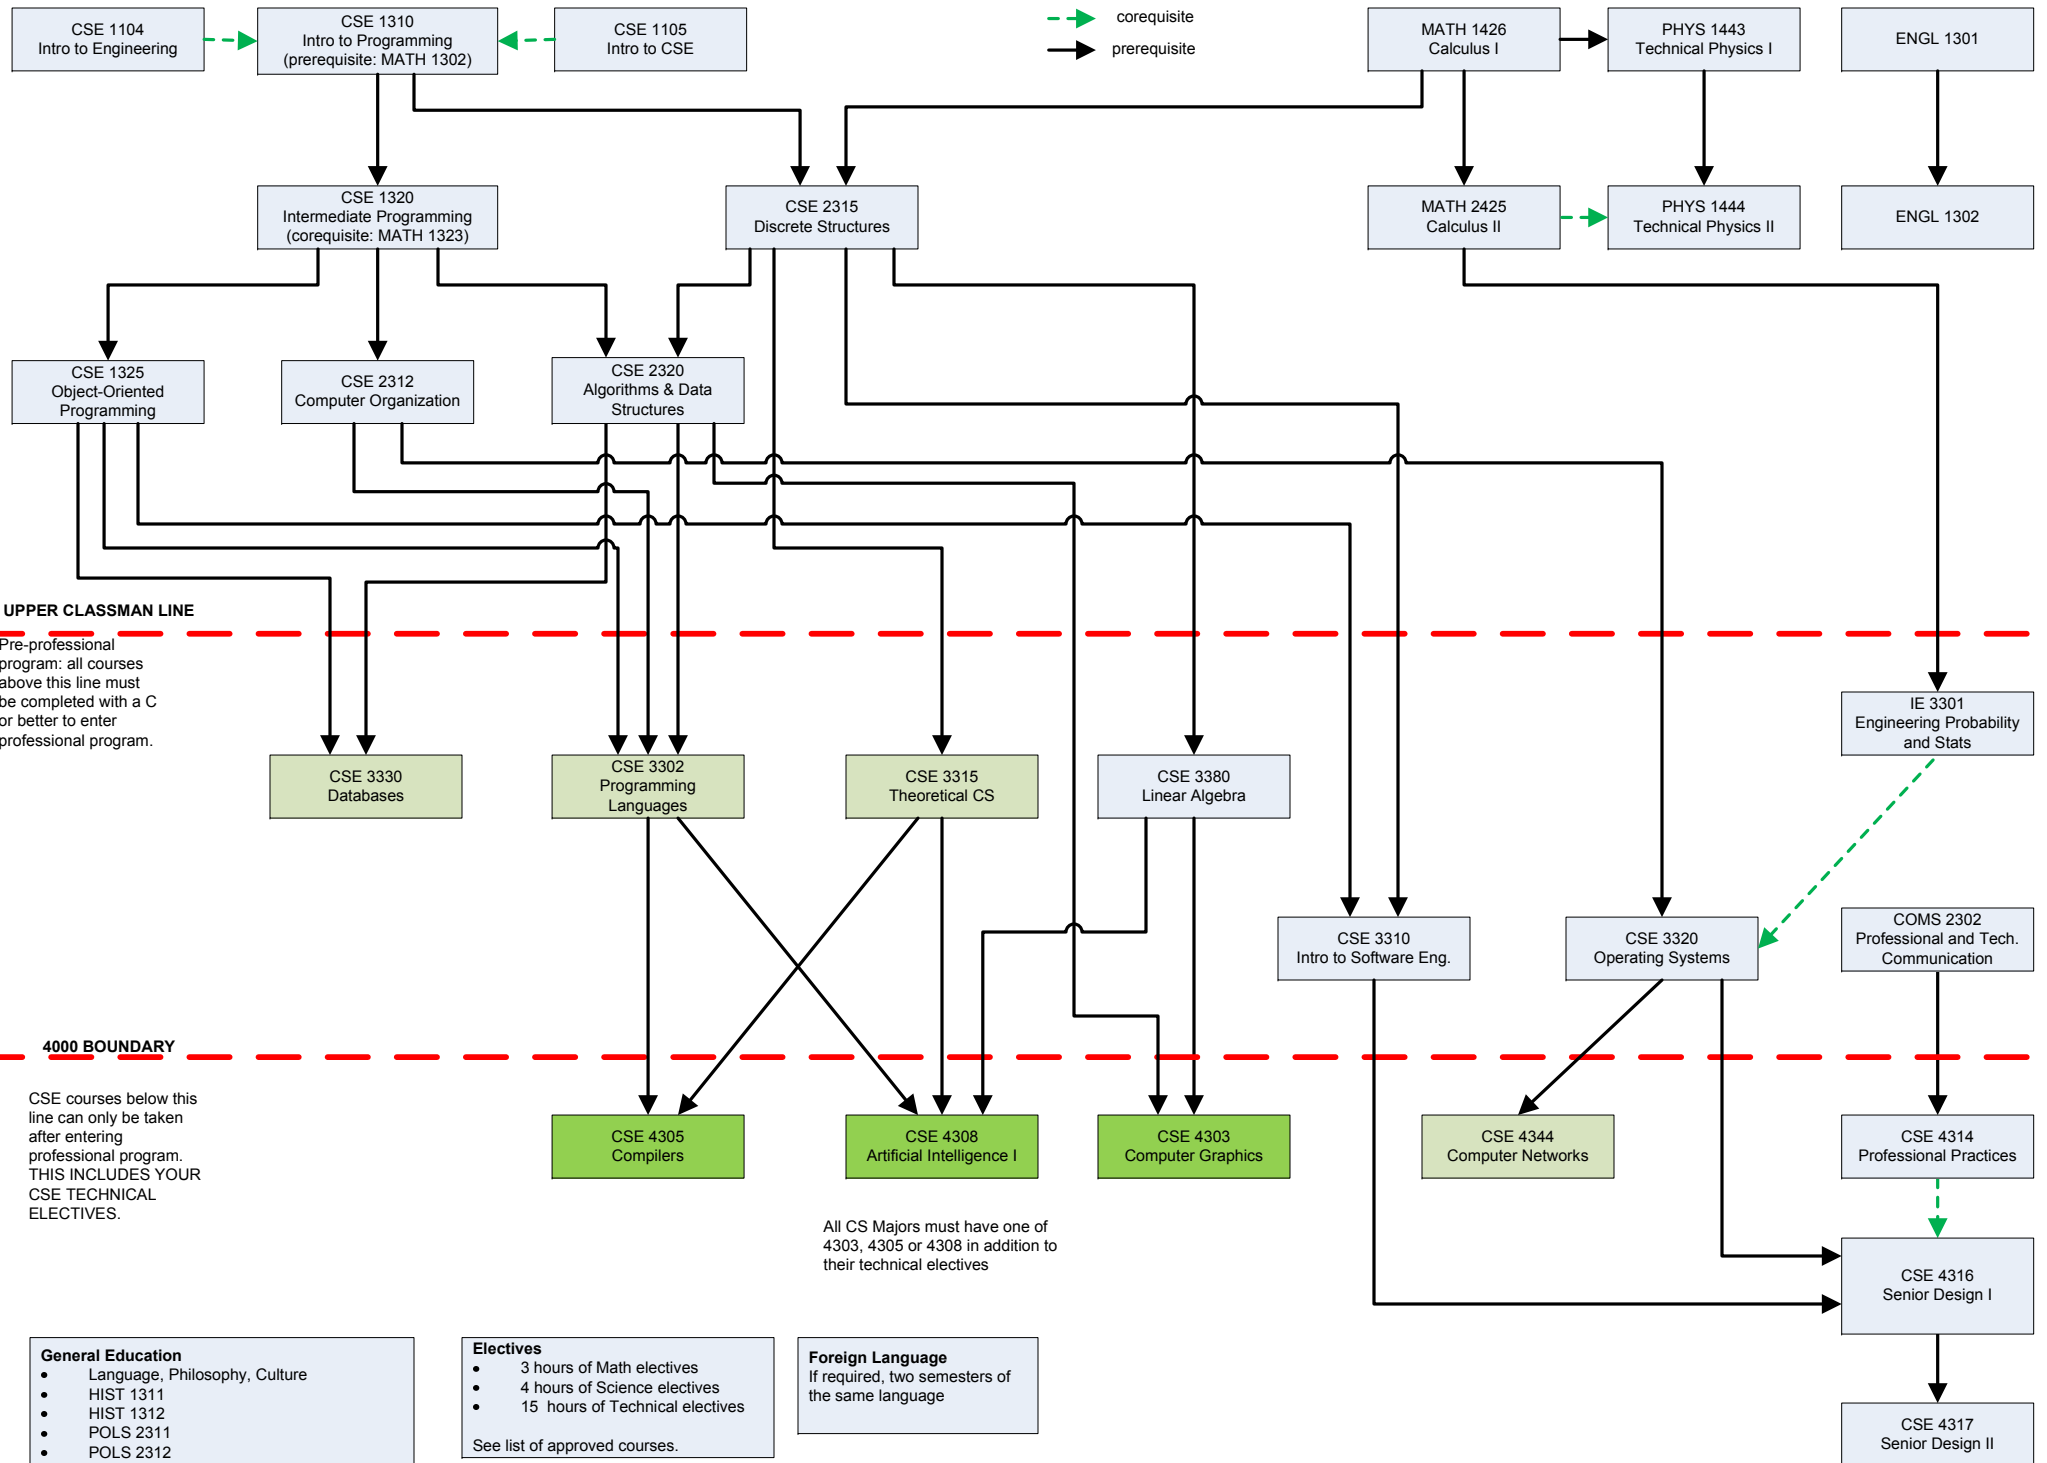 CSE 1104
Intro to Engineering
CSE 1310
Intro to Programming
(prerequisite: MATH 1302)
CSE 1105
Intro to CSE
corequisite
prerequisite
MATH 1426
Calculus I
PHYS 1443
Technical Physics I
ENGL 1301
CSE 1320
Intermediate Programming
(corequisite: MATH 1323)
CSE 2315
Discrete Structures
MATH 2425
Calculus II
PHYS 1444
Technical Physics II
ENGL 1302
CSE 1325
Object-Oriented
Programming
CSE 2312
Computer Organization
CSE 2320
Algorithms & Data
Structures
UPPER CLASSMAN LINE
Pre-professional
program: all courses
above this line must
be completed with a C
or better to enter
professional program.
IE 3301
Engineering Probability
and Stats
CSE 3330
Databases
CSE 3302
Programming
Languages
CSE 3315
Theoretical CS
CSE 3380
Linear Algebra
CSE 3310
Intro to Software Eng.
CSE 3320
Operating Systems
COMS 2302
Professional and Tech.
Communication
4000 BOUNDARY
CSE courses below this
line can only be taken
after entering
professional program.
THIS INCLUDES YOUR
CSE TECHNICAL
ELECTIVES.
CSE 4305
Compilers
CSE 4308
Artificial Intelligence I
CSE 4303
Computer Graphics
CSE 4344
Computer Networks
CSE 4314
Professional Practices
All CS Majors must have one of
4303, 4305 or 4308 in addition to
their technical electives
CSE 4316
Senior Design I
General Education
• Language, Philosophy, Culture
• HIST 1311
• HIST 1312
• POLS 2311
• POLS 2312
Electives
• 3 hours of Math electives
• 4 hours of Science electives
• 15 hours of Technical electives
See list of approved courses.
Foreign Language
If required, two semesters of
the same language
CSE 4317
Senior Design II